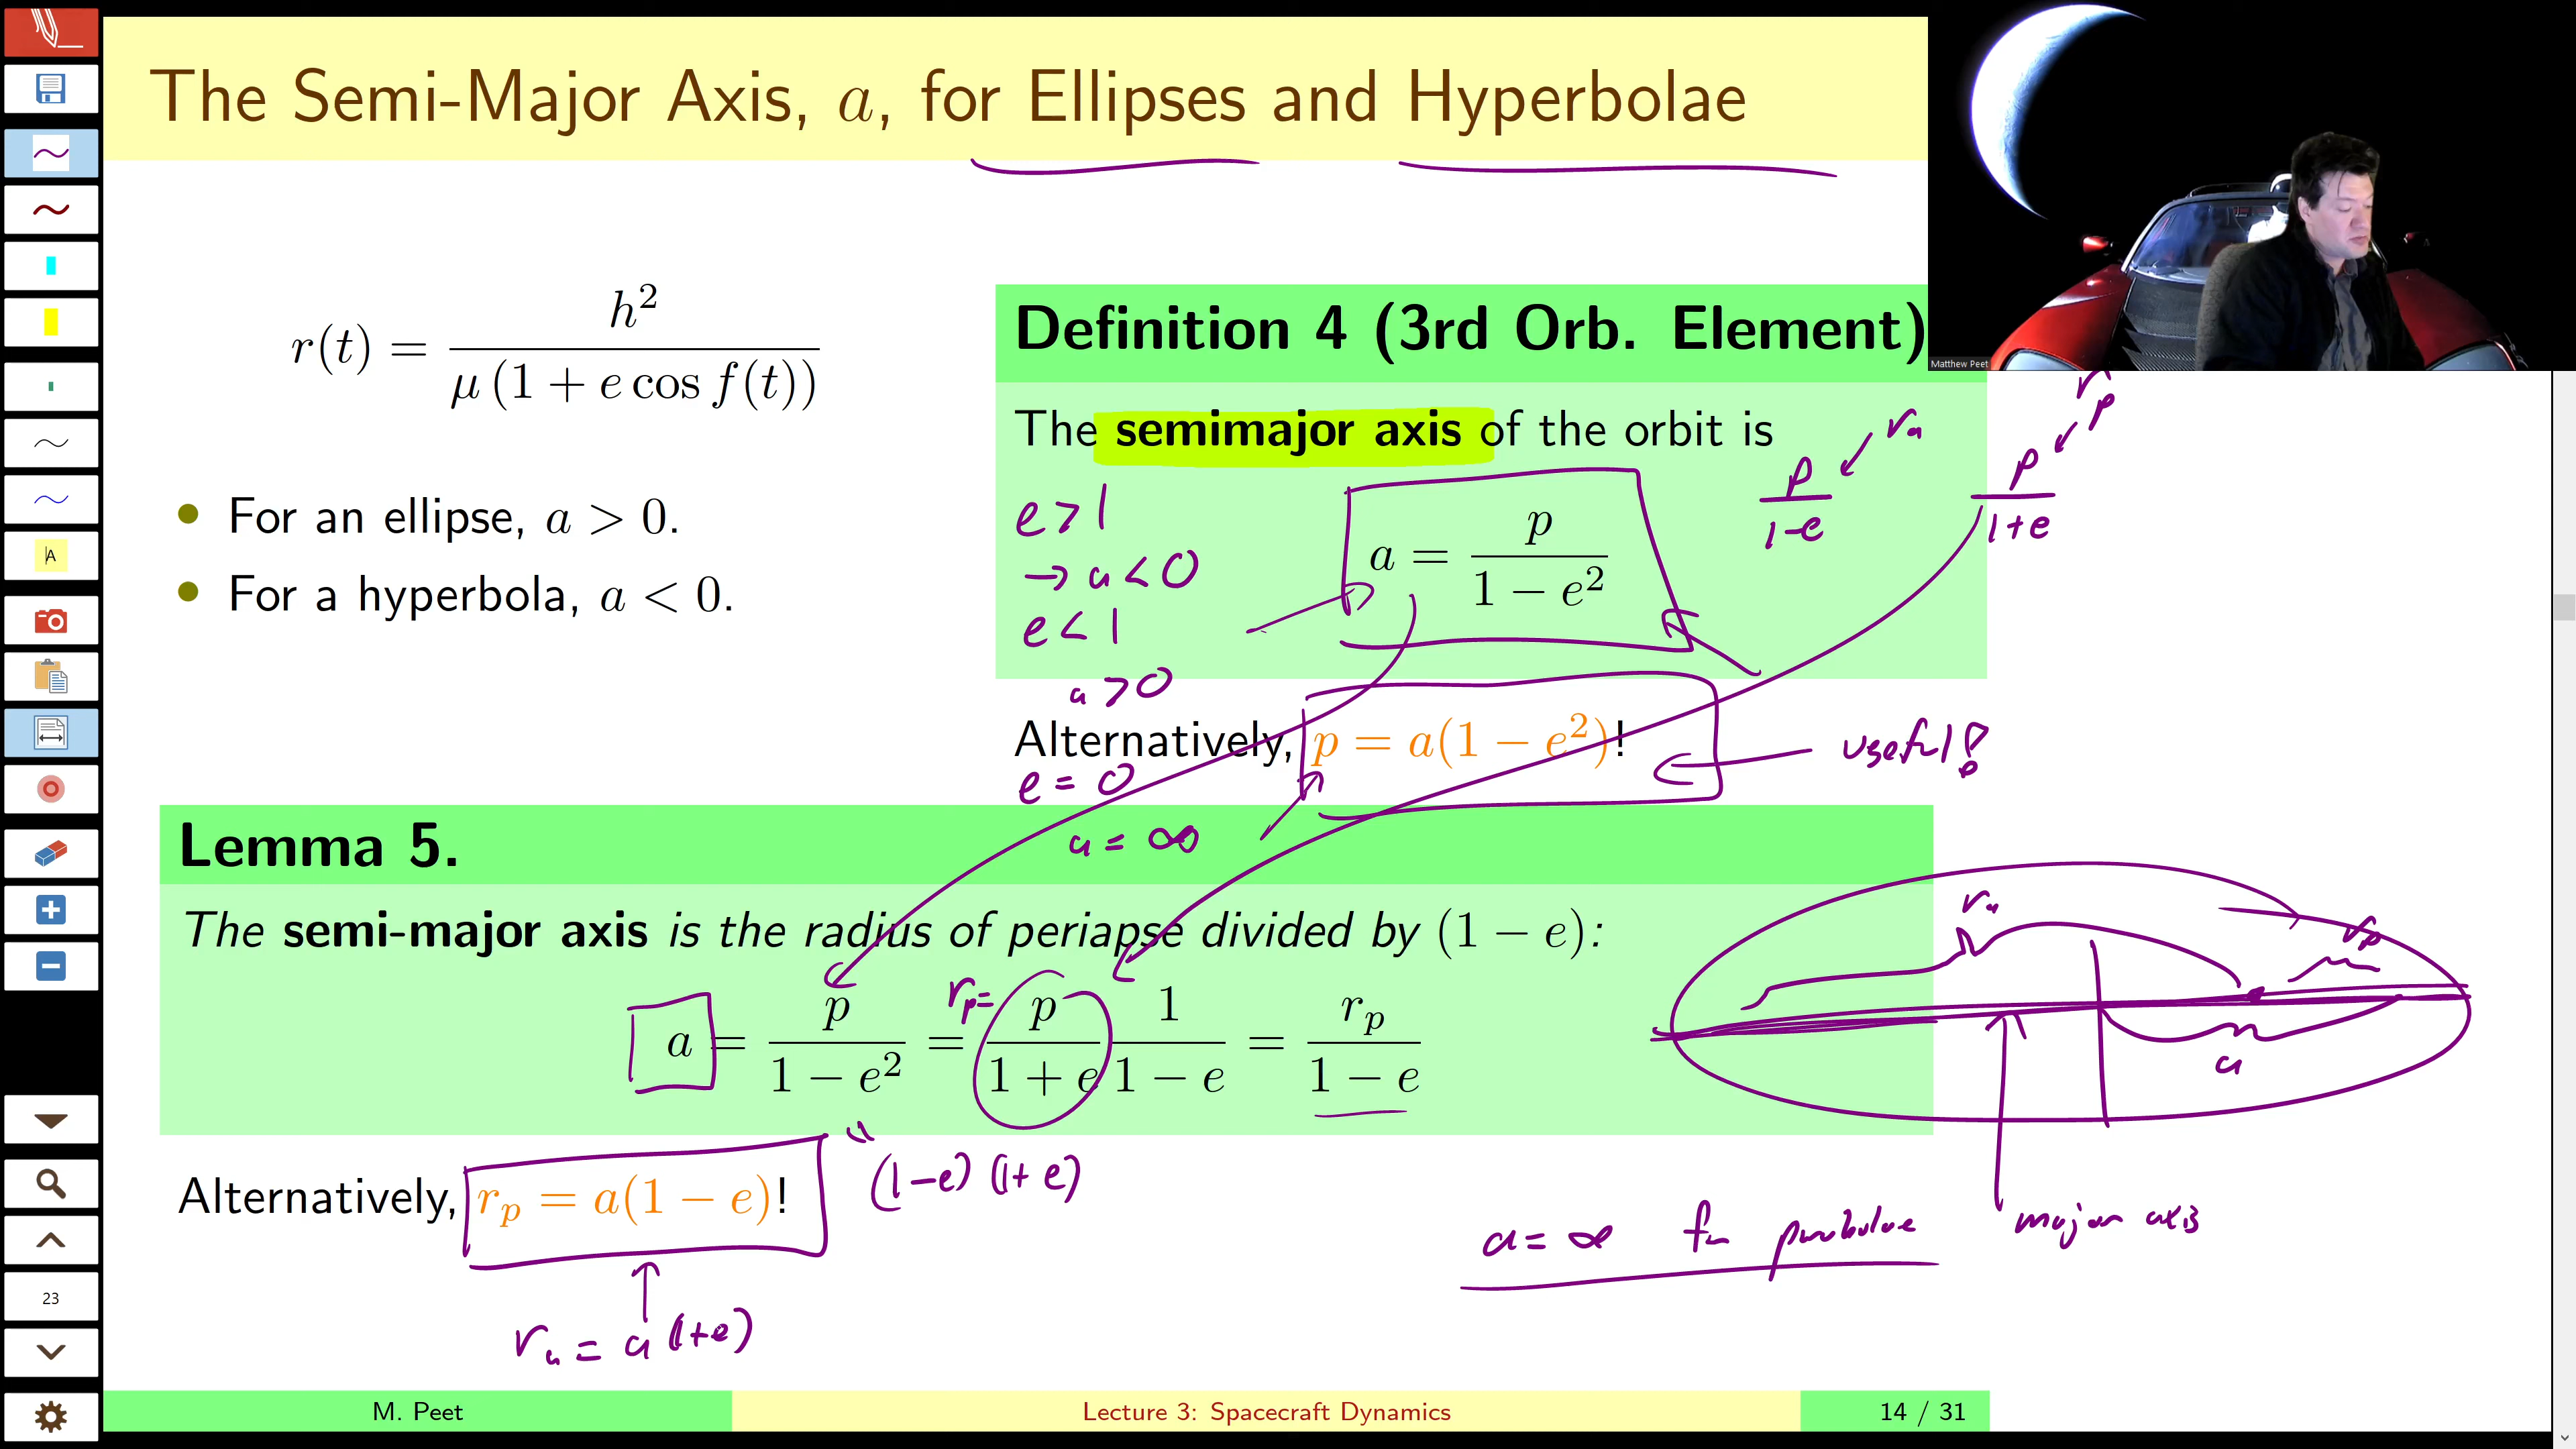 The Semi-Major Axis, a, for Ellipses and Hyperbolae
Matthew Peet
r(t) = h² / (μ (1 + e cos f(t)))
• For an ellipse, a > 0.
• For a hyperbola, a < 0.
Definition 4 (3rd Orb. Element)
The semimajor axis of the orbit is
a = p / (1 − e²)
e > 1
→ a < 0
e < 1
a > 0
p / (1-e) ↙ r_a
p / (1+e) ↙ r_p
Alternatively, p = a(1 − e²)!
useful!
e = 0
a = ∞
Lemma 5.
The semi-major axis is the radius of periapse divided by (1 − e):
a = p / (1 − e²) = p / (1 + e) 1 / (1 − e) = r_p / (1 − e)
r_p =
" (1-e) (1+e)
Alternatively, r_p = a(1 − e)!
↑
r_a = a (1+e)
r_a
r_p
a
major axis
a = ∞ for parabolae
A
23
M. Peet
Lecture 3: Spacecraft Dynamics
14 / 31